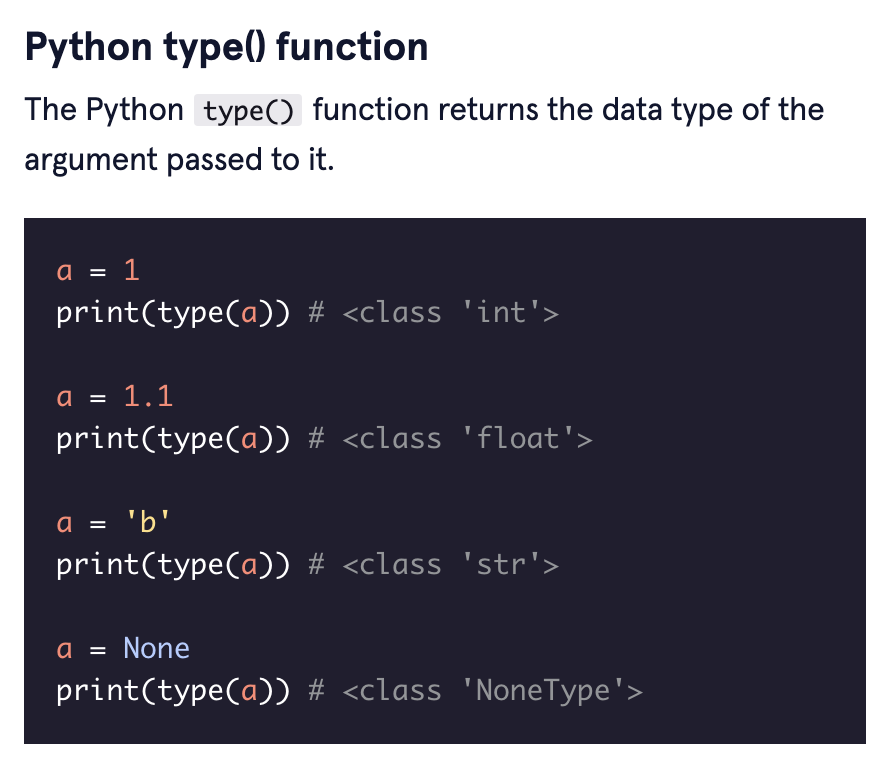 Python type() function
The Python type() function returns the data type of the
argument passed to it.
a = 1
print(type(a)) # <class 'int'>
a = 1.1
print(type(a)) # <class 'float'>
a = 'b'
print(type(a)) # <class 'str'>
a = None
print(type(a)) # <class 'NoneType'>